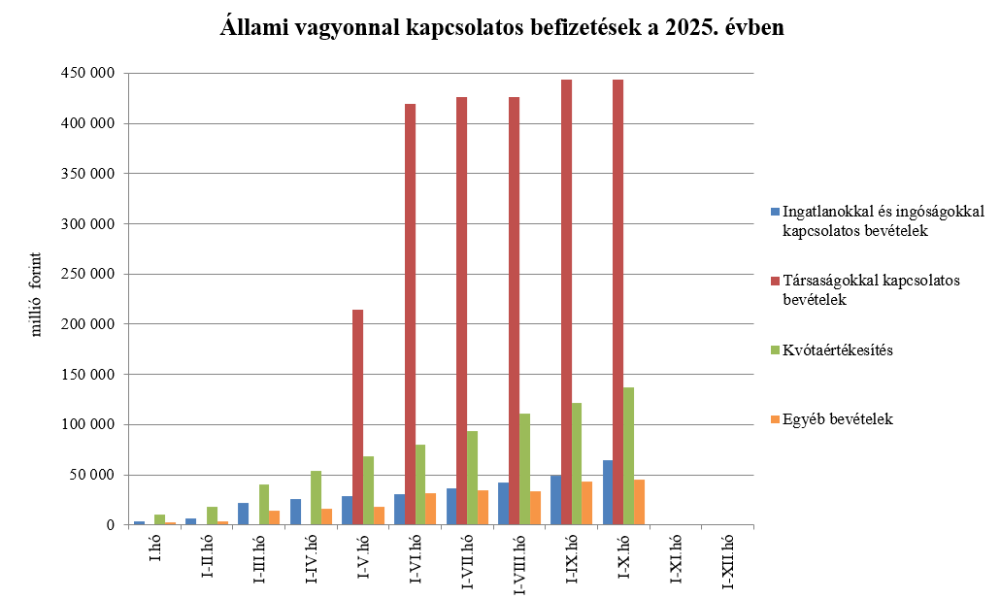 Állami vagyonnal kapcsolatos befizetések a 2025. évben
millió forint
450 000
400 000
350 000
300 000
250 000
200 000
150 000
100 000
50 000
0
I.hó
I-II.hó
I-III.hó
I-IV.hó
I-V.hó
I-VI.hó
I-VII.hó
I-VIII.hó
I-IX.hó
I-X.hó
I-XI.hó
I-XII.hó
Ingatlanokkal és ingóságokkal
kapcsolatos bevételek
Társaságokkal kapcsolatos
bevételek
Kvótaértékesítés
Egyéb bevételek